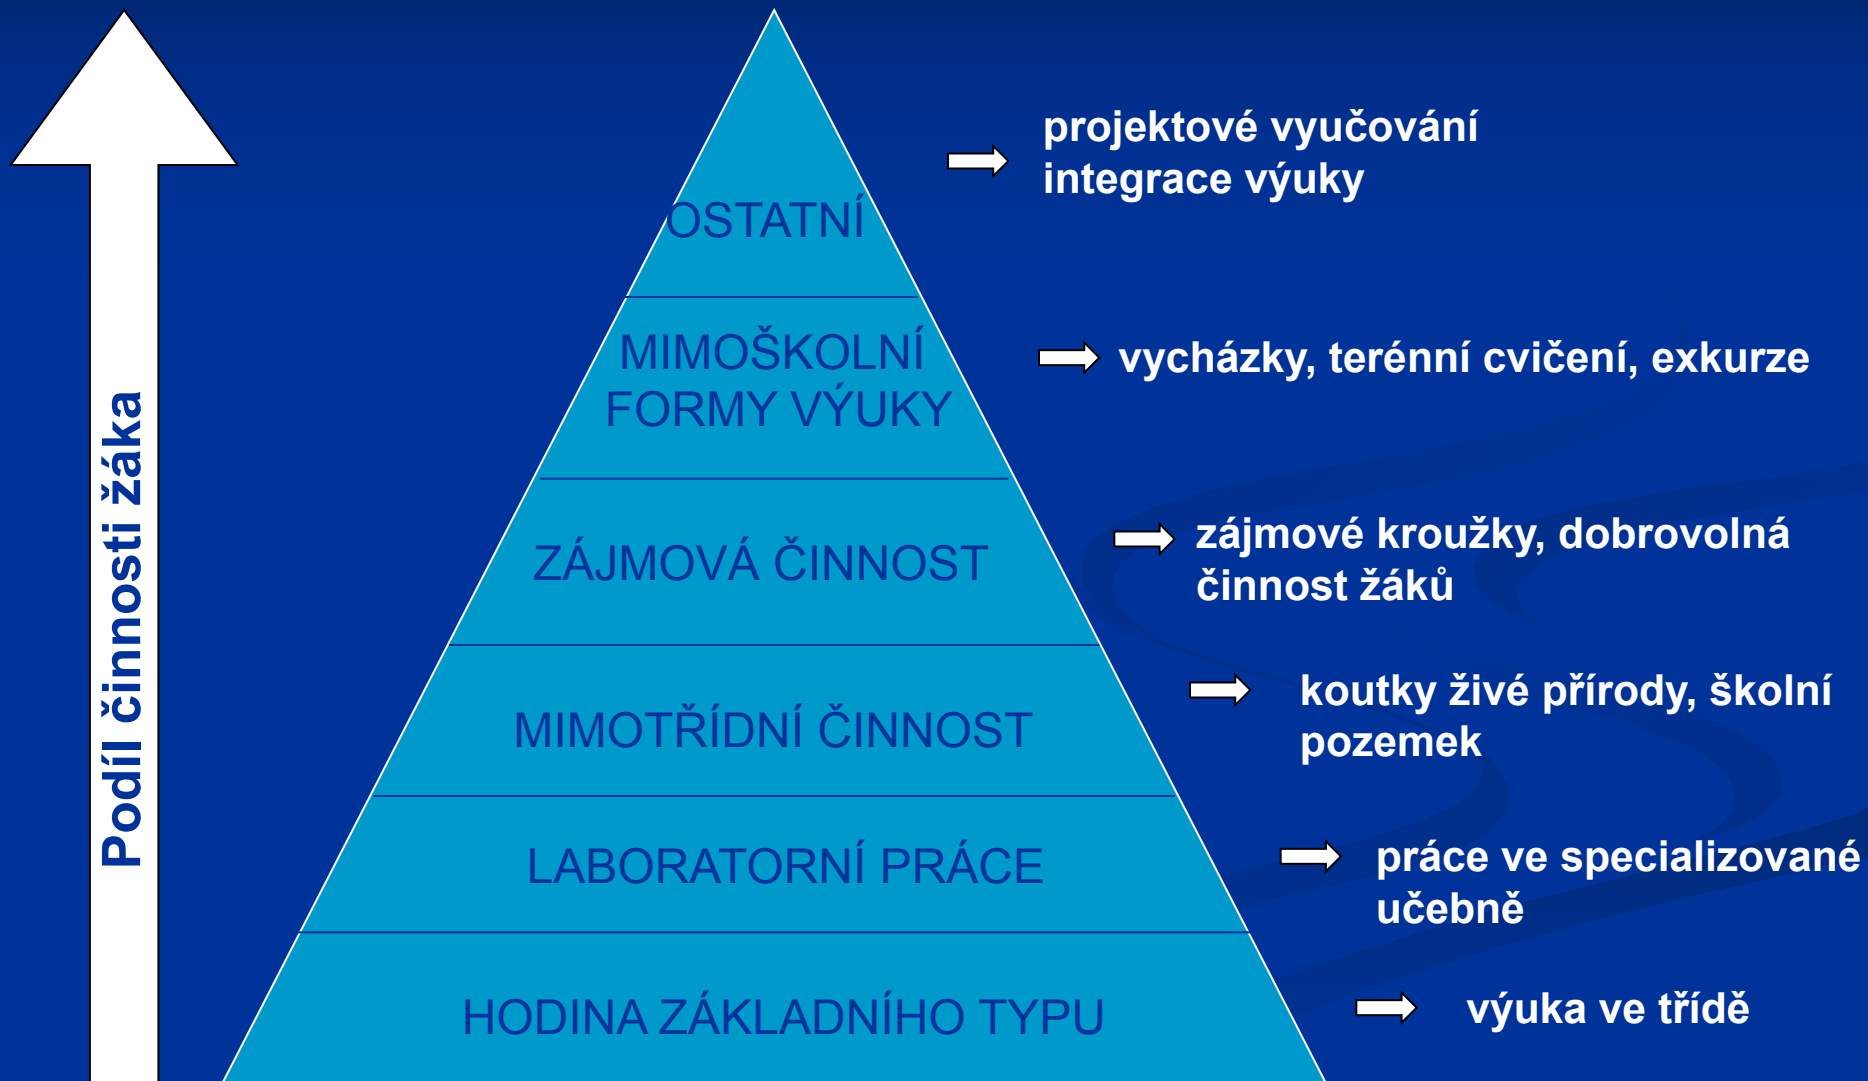 Podíl činnosti žáka
OSTATNÍ
projektové vyučování
integrace výuky
MIMOŠKOLNÍ
FORMY VÝUKY
vycházky, terénní cvičení, exkurze
ZÁJMOVÁ ČINNOST
zájmové kroužky, dobrovolná
činnost žáků
MIMOTŘÍDNÍ ČINNOST
koutky živé přírody, školní
pozemek
LABORATORNÍ PRÁCE
práce ve specializované
učebně
HODINA ZÁKLADNÍHO TYPU
výuka ve třídě